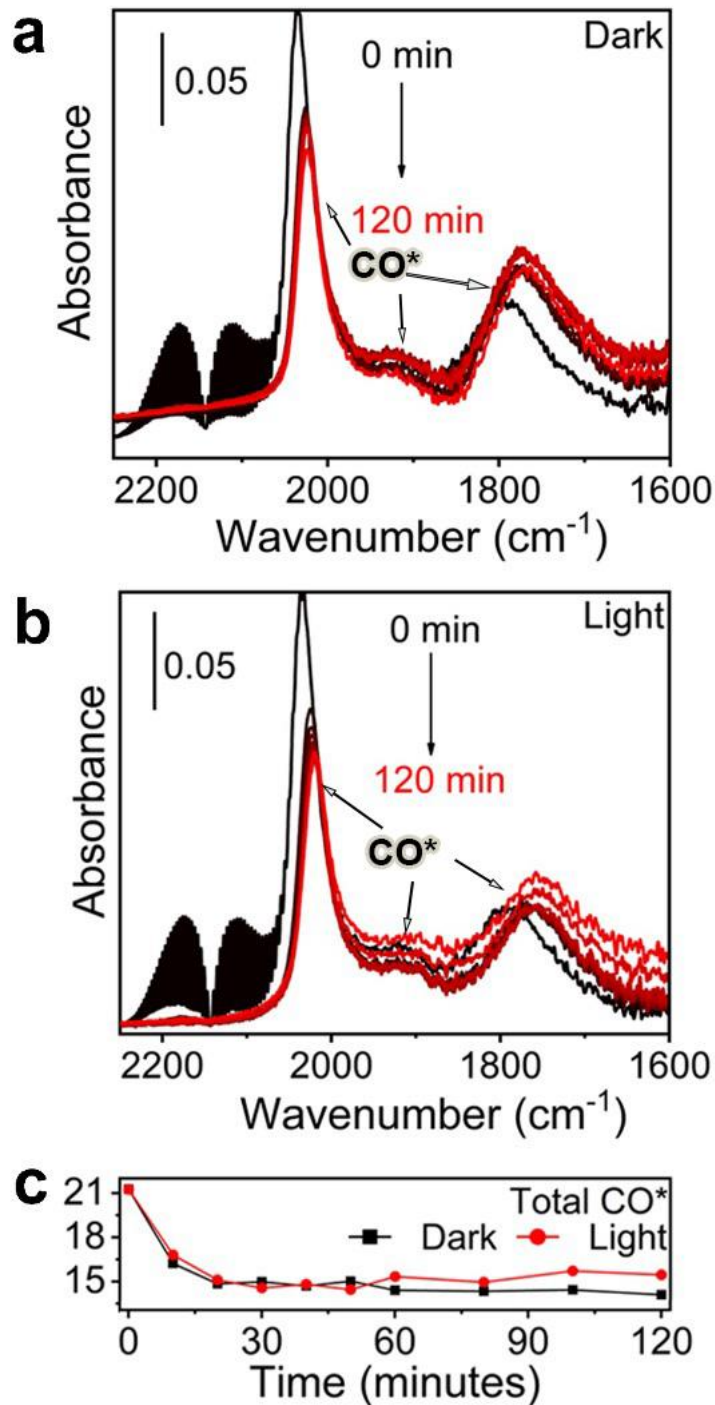 a
Dark
0.05
0 min
120 min
CO*
Absorbance
2200 2000 1800 1600
Wavenumber (cm⁻¹)
b
Light
0.05
0 min
120 min
CO*
Absorbance
2200 2000 1800 1600
Wavenumber (cm⁻¹)
c
21
18
15
Total CO*
Dark Light
0 30 60 90 120
Time (minutes)